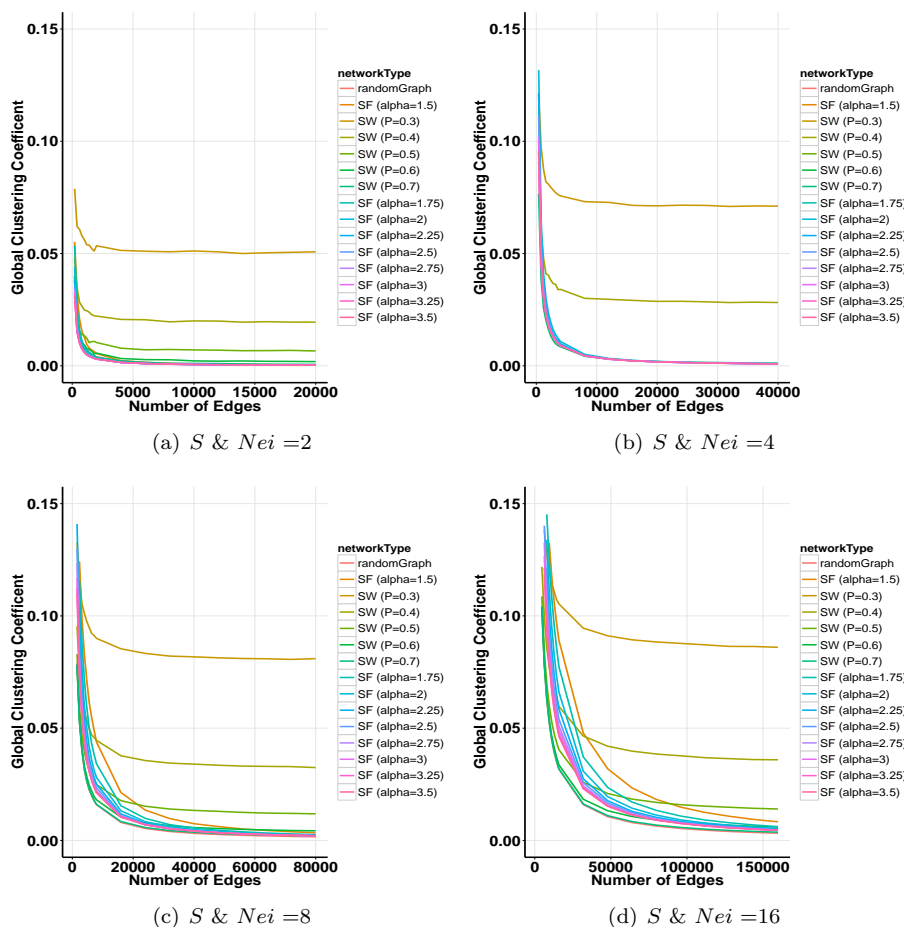 0.15
0.10
0.05
0.00
Global Clustering Coefficent
0 5000 10000 15000 20000
Number of Edges
networkType
randomGraph
SF (alpha=1.5)
SW (P=0.3)
SW (P=0.4)
SW (P=0.5)
SW (P=0.6)
SW (P=0.7)
SF (alpha=1.75)
SF (alpha=2)
SF (alpha=2.25)
SF (alpha=2.5)
SF (alpha=2.75)
SF (alpha=3)
SF (alpha=3.25)
SF (alpha=3.5)
(a) S & Nei =2
0.15
0.10
0.05
0.00
Global Clustering Coefficent
0 10000 20000 30000 40000
Number of Edges
networkType
randomGraph
SF (alpha=1.5)
SW (P=0.3)
SW (P=0.4)
SW (P=0.5)
SW (P=0.6)
SW (P=0.7)
SF (alpha=1.75)
SF (alpha=2)
SF (alpha=2.25)
SF (alpha=2.5)
SF (alpha=2.75)
SF (alpha=3)
SF (alpha=3.25)
SF (alpha=3.5)
(b) S & Nei =4
0.15
0.10
0.05
0.00
Global Clustering Coefficent
0 20000 40000 60000 80000
Number of Edges
networkType
randomGraph
SF (alpha=1.5)
SW (P=0.3)
SW (P=0.4)
SW (P=0.5)
SW (P=0.6)
SW (P=0.7)
SF (alpha=1.75)
SF (alpha=2)
SF (alpha=2.25)
SF (alpha=2.5)
SF (alpha=2.75)
SF (alpha=3)
SF (alpha=3.25)
SF (alpha=3.5)
(c) S & Nei =8
0.15
0.10
0.05
0.00
Global Clustering Coefficent
0 50000 100000 150000
Number of Edges
networkType
randomGraph
SF (alpha=1.5)
SW (P=0.3)
SW (P=0.4)
SW (P=0.5)
SW (P=0.6)
SW (P=0.7)
SF (alpha=1.75)
SF (alpha=2)
SF (alpha=2.25)
SF (alpha=2.5)
SF (alpha=2.75)
SF (alpha=3)
SF (alpha=3.25)
SF (alpha=3.5)
(d) S & Nei =16